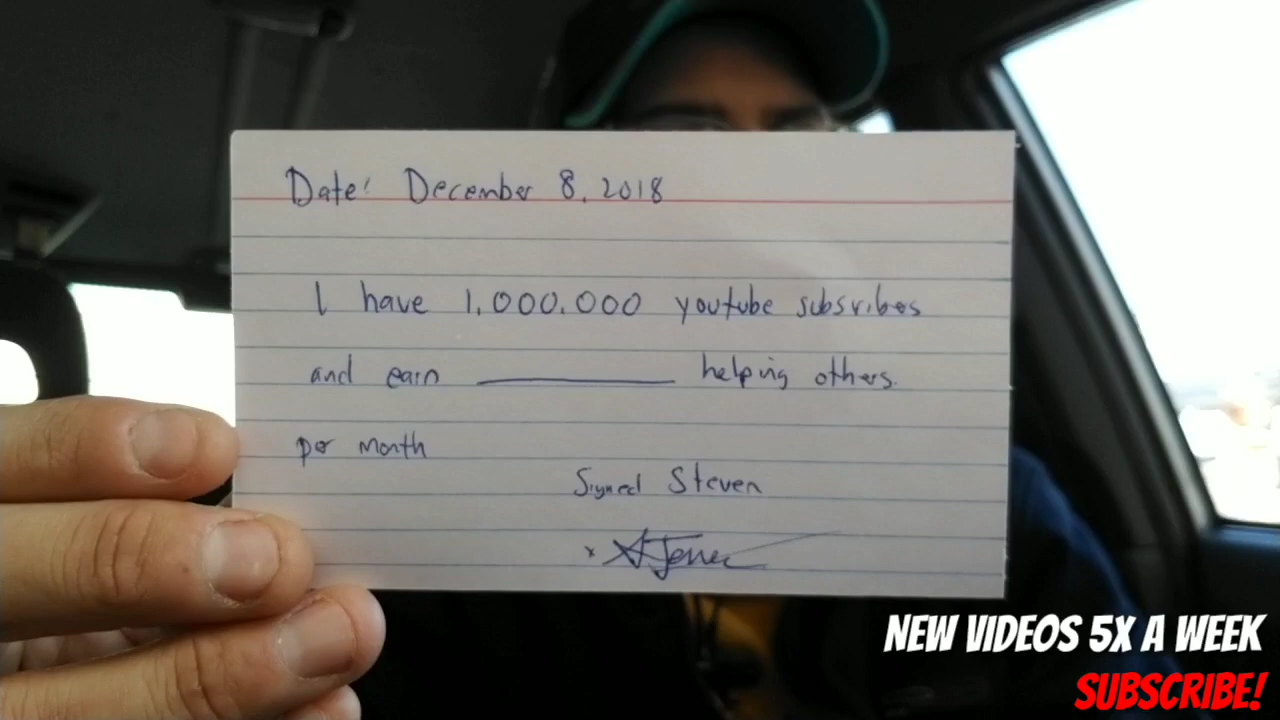 Date: December 8, 2018
I have 1,000,000 youtube subsribes
and earn __________ helping others.
per month
Signed Steven
x
NEW VIDEOS 5X A WEEK
SUBSCRIBE!